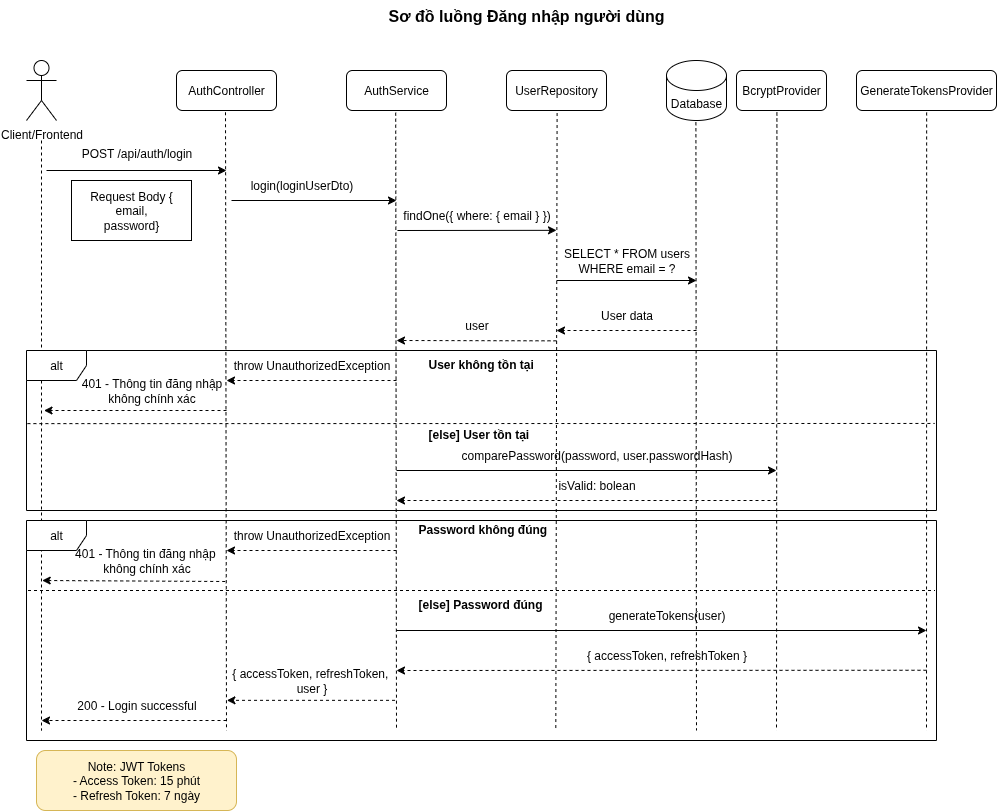 Sơ đồ luồng Đăng nhập người dùng
Client/Frontend
AuthController
AuthService
UserRepository
Database
BcryptProvider
GenerateTokensProvider
POST /api/auth/login
Request Body {
email,
password}
login(loginUserDto)
findOne({ where: { email } })
SELECT * FROM users
WHERE email = ?
User data
user
alt
throw UnauthorizedException
User không tồn tại
401 - Thông tin đăng nhập
không chính xác
[else] User tồn tại
comparePassword(password, user.passwordHash)
isValid: bolean
alt
throw UnauthorizedException
Password không đúng
401 - Thông tin đăng nhập
không chính xác
[else] Password đúng
generateTokens(user)
{ accessToken, refreshToken }
{ accessToken, refreshToken,
user }
200 - Login successful
Note: JWT Tokens
- Access Token: 15 phút
- Refresh Token: 7 ngày